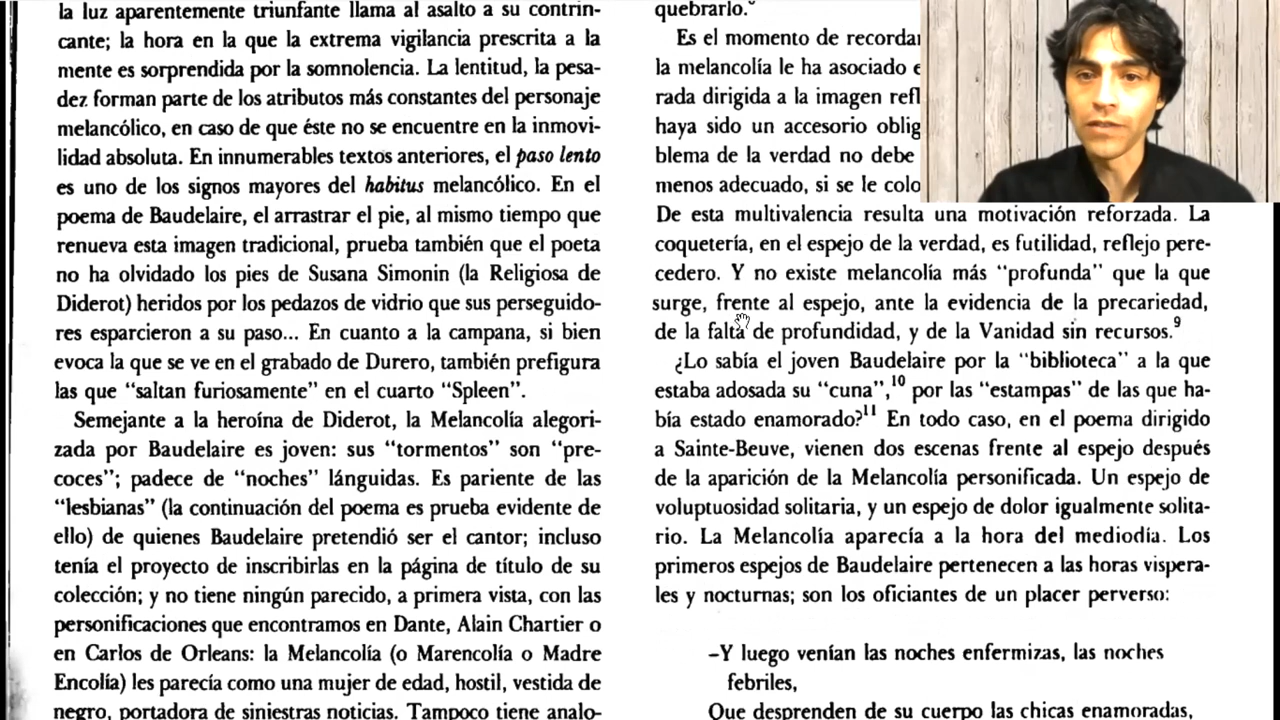 la luz aparentemente triunfante llama al asalto a su contrin-
cante; la hora en la que la extrema vigilancia prescrita a la
mente es sorprendida por la somnolencia. La lentitud, la pesa-
dez forman parte de los atributos más constantes del personaje
melancólico, en caso de que éste no se encuentre en la inmovi-
lidad absoluta. En innumerables textos anteriores, el paso lento
es uno de los signos mayores del habitus melancólico. En el
poema de Baudelaire, el arrastrar el pie, al mismo tiempo que
renueva esta imagen tradicional, prueba también que el poeta
no ha olvidado los pies de Susana Simonin (la Religiosa de
Diderot) heridos por los pedazos de vidrio que sus perseguido-
res esparcieron a su paso... En cuanto a la campana, si bien
evoca la que se ve en el grabado de Durero, también prefigura
las que “saltan furiosamente” en el cuarto “Spleen”.
Semejante a la heroína de Diderot, la Melancolía alegori-
zada por Baudelaire es joven: sus “tormentos” son “pre-
coces”; padece de “noches” lánguidas. Es pariente de las
“lesbianas” (la continuación del poema es prueba evidente de
ello) de quienes Baudelaire pretendió ser el cantor; incluso
tenía el proyecto de inscribirlas en la página de título de su
colección; y no tiene ningún parecido, a primera vista, con las
personificaciones que encontramos en Dante, Alain Chartier o
en Carlos de Orleans: la Melancolía (o Marencolía o Madre
Encolía) les parecía como una mujer de edad, hostil, vestida de
negro, portadora de siniestras noticias. Tampoco tiene analo-
quebrarlo.
Es el momento de recordar
la melancolía le ha asociado
rada dirigida a la imagen refl
haya sido un accesorio oblig
blema de la verdad no debe
menos adecuado, si se le colo
De esta multivalencia resulta una motivación reforzada. La
coquetería, en el espejo de la verdad, es futilidad, reflejo pere-
cedero. Y no existe melancolía más “profunda” que la que
surge, frente al espejo, ante la evidencia de la precariedad,
de la falta de profundidad, y de la Vanidad sin recursos.⁹
¿Lo sabía el joven Baudelaire por la “biblioteca” a la que
estaba adosada su “cuna”,¹⁰ por las “estampas” de las que ha-
bía estado enamorado?¹¹ En todo caso, en el poema dirigido
a Sainte-Beuve, vienen dos escenas frente al espejo después
de la aparición de la Melancolía personificada. Un espejo de
voluptuosidad solitaria, y un espejo de dolor igualmente solita-
rio. La Melancolía aparecía a la hora del mediodía. Los
primeros espejos de Baudelaire pertenecen a las horas vispera-
les y nocturnas; son los oficiantes de un placer perverso:
–Y luego venían las noches enfermizas, las noches
febriles,
Que desprenden de su cuerpo las chicas enamoradas,